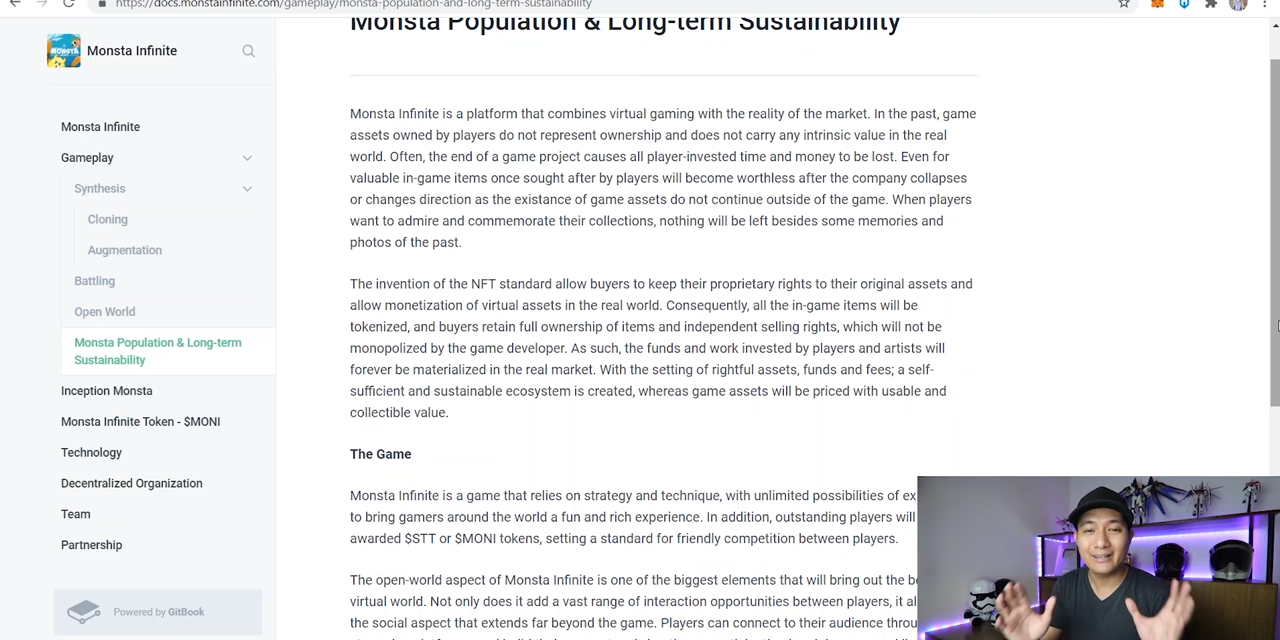 https://docs.monstainfinite.com/gameplay/monsta-population-and-long-term-sustainability
Monsta Population & Long-term Sustainability
MONSTA
Monsta Infinite
Monsta Infinite
Gameplay
Synthesis
Cloning
Augmentation
Battling
Open World
Monsta Population & Long-term
Sustainability
Inception Monsta
Monsta Infinite Token - $MONI
Technology
Decentralized Organization
Team
Partnership
Powered by GitBook
Monsta Infinite is a platform that combines virtual gaming with the reality of the market. In the past, game
assets owned by players do not represent ownership and does not carry any intrinsic value in the real
world. Often, the end of a game project causes all player-invested time and money to be lost. Even for
valuable in-game items once sought after by players will become worthless after the company collapses
or changes direction as the existance of game assets do not continue outside of the game. When players
want to admire and commemorate their collections, nothing will be left besides some memories and
photos of the past.
The invention of the NFT standard allow buyers to keep their proprietary rights to their original assets and
allow monetization of virtual assets in the real world. Consequently, all the in-game items will be
tokenized, and buyers retain full ownership of items and independent selling rights, which will not be
monopolized by the game developer. As such, the funds and work invested by players and artists will
forever be materialized in the real market. With the setting of rightful assets, funds and fees; a self-
sufficient and sustainable ecosystem is created, whereas game assets will be priced with usable and
collectible value.
The Game
Monsta Infinite is a game that relies on strategy and technique, with unlimited possibilities of ex
to bring gamers around the world a fun and rich experience. In addition, outstanding players will
awarded $STT or $MONI tokens, setting a standard for friendly competition between players.
The open-world aspect of Monsta Infinite is one of the biggest elements that will bring out the be
virtual world. Not only does it add a vast range of interaction opportunities between players, it al
the social aspect that extends far beyond the game. Players can connect to their audience throu